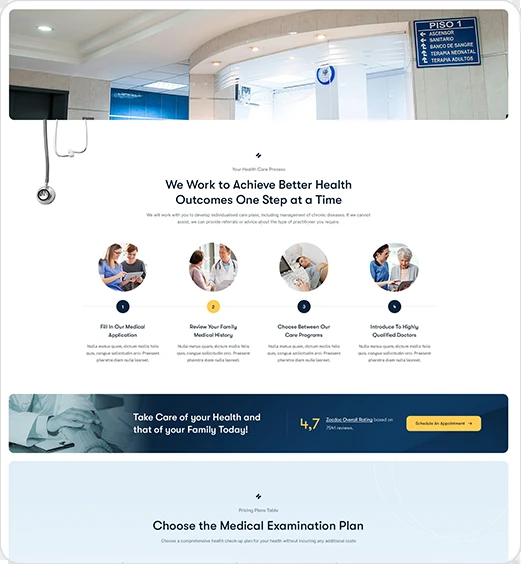 PISO 1
ASCENSOR
SANITARIO
BANCO DE SANGRE
TERAPIA NEONATAL
TERAPIA ADULTOS
Your Health Care Process
We Work to Achieve Better Health
Outcomes One Step at a Time
We will work with you to develop individualised care plans, including management of chronic diseases. If we cannot
assist, we can provide referrals or advice about the type of practitioner you require.
1
2
3
4
Fill In Our Medical
Application
Review Your Family
Medical History
Choose Between Our
Care Programs
Introduce To Highly
Qualified Doctors
Nulla metus quam, dictum mollis felis
quis, congue sollicitudin orci. Praesent
pharetra diam nulla laoreet.
Nulla metus quam, dictum mollis felis
quis, congue sollicitudin orci. Praesent
pharetra diam nulla laoreet.
Nulla metus quam, dictum mollis felis
quis, congue sollicitudin orci. Praesent
pharetra diam nulla laoreet.
Nulla metus quam, dictum mollis felis
quis, congue sollicitudin orci. Praesent
pharetra diam nulla laoreet.
Take Care of your Health and
that of your Family Today!
4,7
Zocdoc Overall Rating based on
7541 reviews.
Schedule An Appointment
Pricing Plans Table
Choose the Medical Examination Plan
Choose a comprehensive health check-up plan for your health without incurring any additional costs